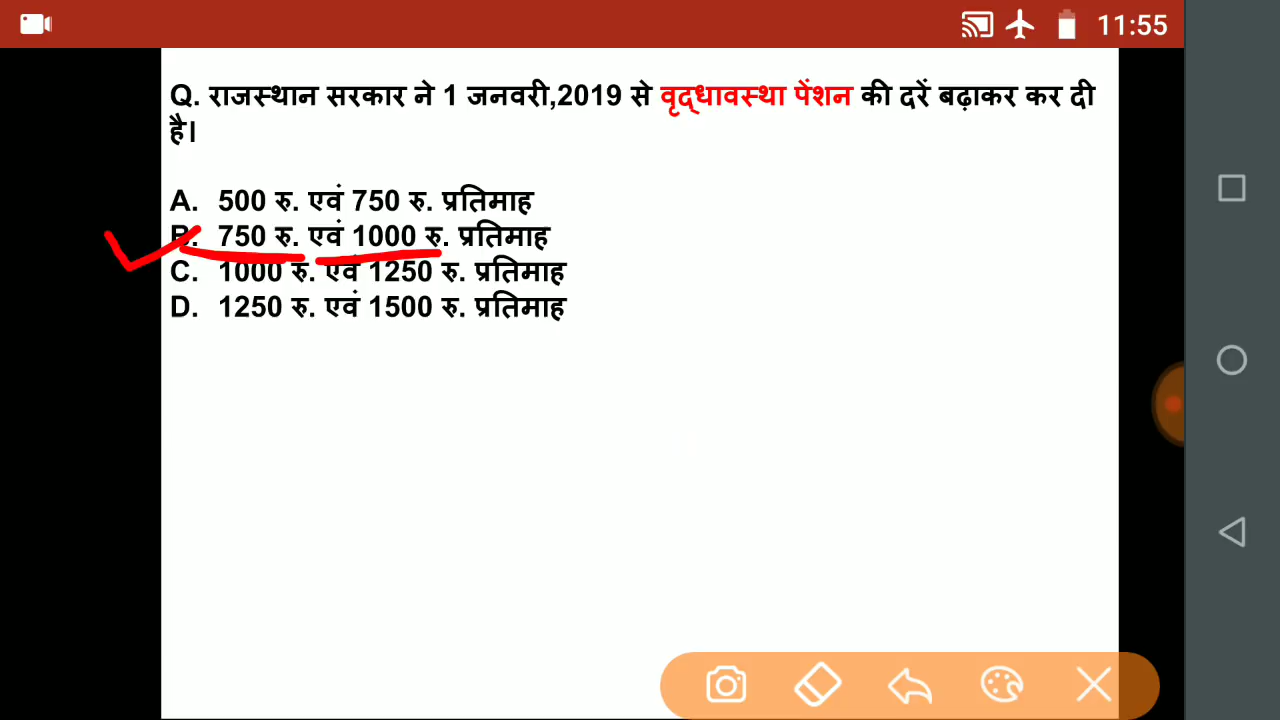 11:55
Q. राजस्थान सरकार ने 1 जनवरी,2019 से वृद्धावस्था पेंशन की दरें बढ़ाकर कर दी
है।
A. 500 रु. एवं 750 रु. प्रतिमाह
B. 750 रु. एवं 1000 रु. प्रतिमाह
C. 1000 रु. एवं 1250 रु. प्रतिमाह
D. 1250 रु. एवं 1500 रु. प्रतिमाह